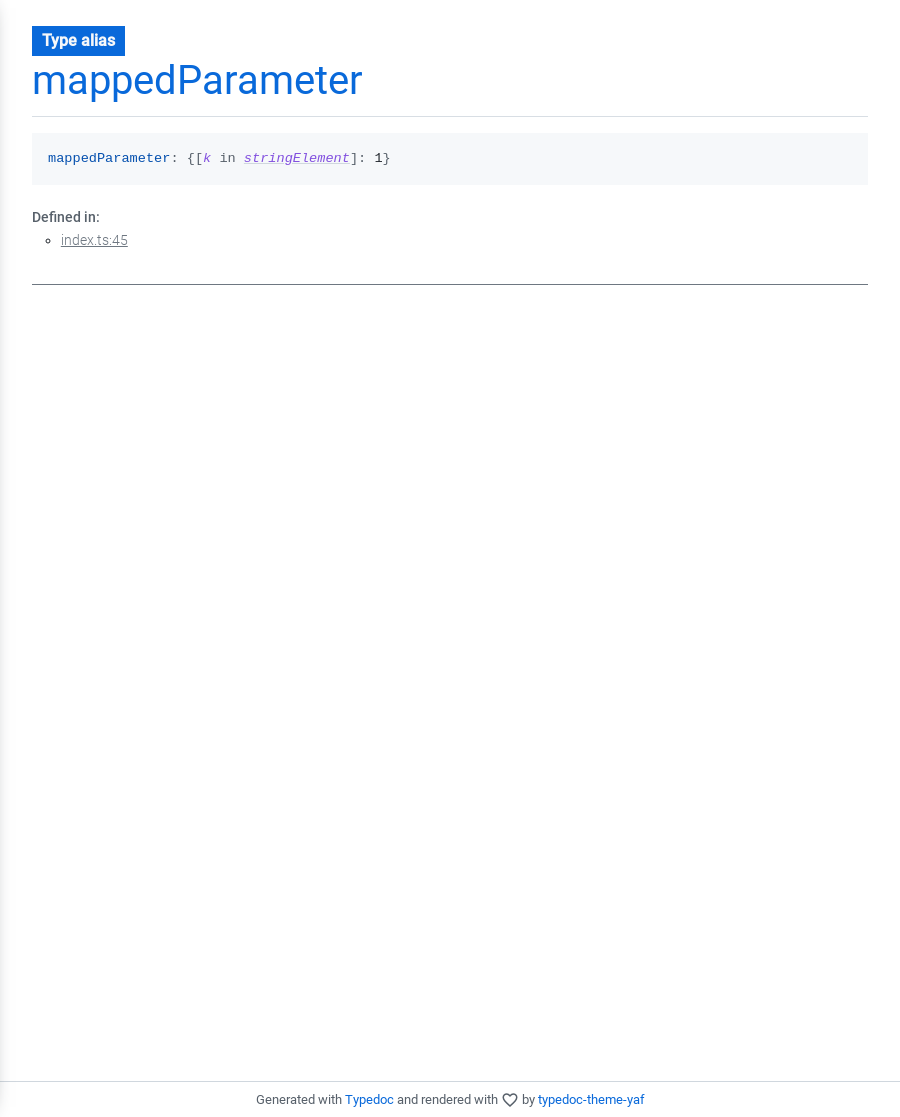 Type alias
mappedParameter
mappedParameter: {[k in stringElement]: 1}
Defined in:
index.ts:45
Generated with Typedoc and rendered with by typedoc-theme-yaf